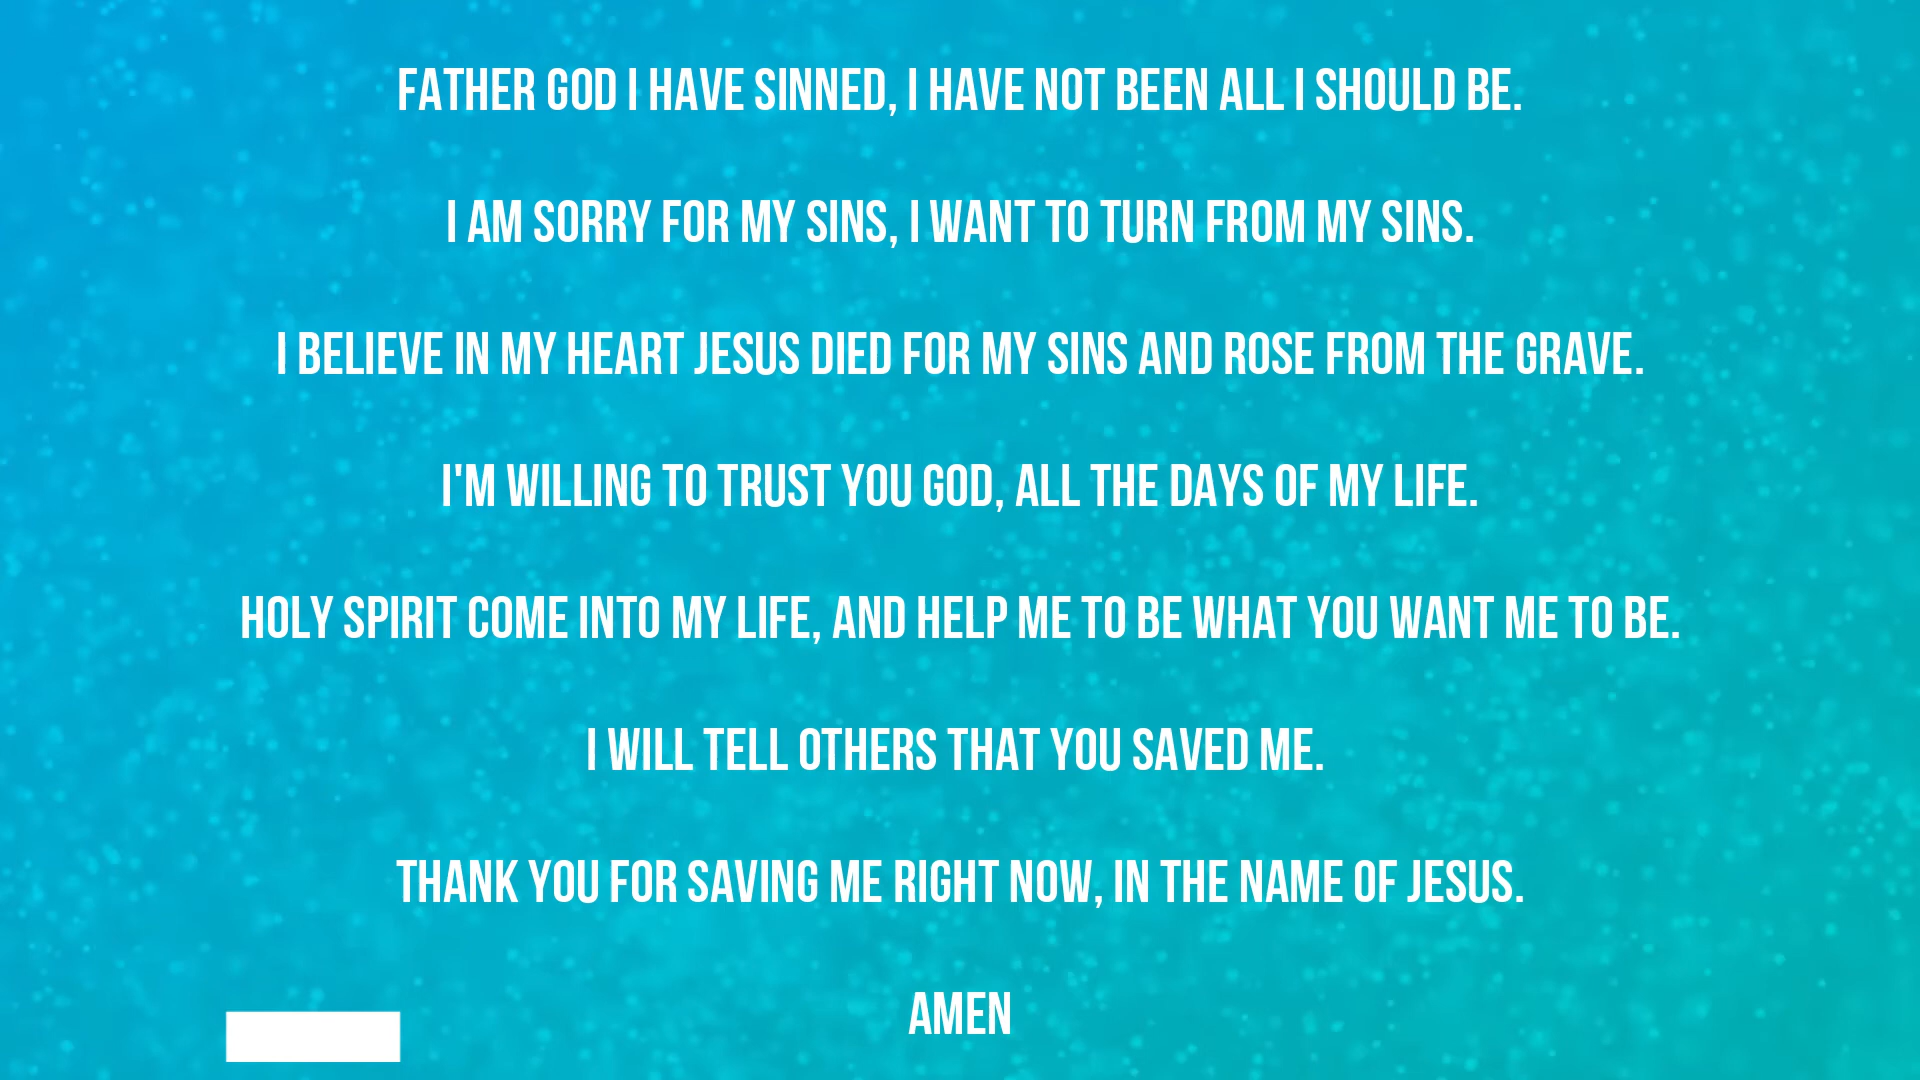 FATHER GOD I HAVE SINNED, I HAVE NOT BEEN ALL I SHOULD BE.
I AM SORRY FOR MY SINS, I WANT TO TURN FROM MY SINS.
I BELIEVE IN MY HEART JESUS DIED FOR MY SINS AND ROSE FROM THE GRAVE.
I'M WILLING TO TRUST YOU GOD, ALL THE DAYS OF MY LIFE.
HOLY SPIRIT COME INTO MY LIFE, AND HELP ME TO BE WHAT YOU WANT ME TO BE.
I WILL TELL OTHERS THAT YOU SAVED ME.
THANK YOU FOR SAVING ME RIGHT NOW, IN THE NAME OF JESUS.
AMEN